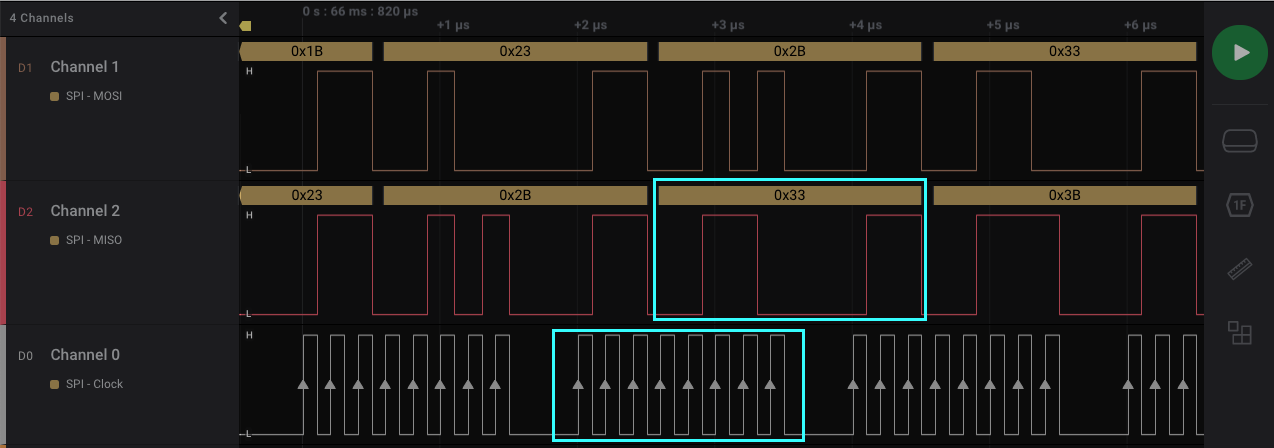 4 Channels
0 s : 66 ms : 820 µs
+1 µs +2 µs +3 µs +4 µs +5 µs +6 µs
0x1B 0x23 0x2B 0x33
D1 Channel 1
H
SPI - MOSI
L
0x23 0x2B 0x33 0x3B
D2 Channel 2
H
SPI - MISO
L
H
D0 Channel 0
SPI - Clock
L
1F